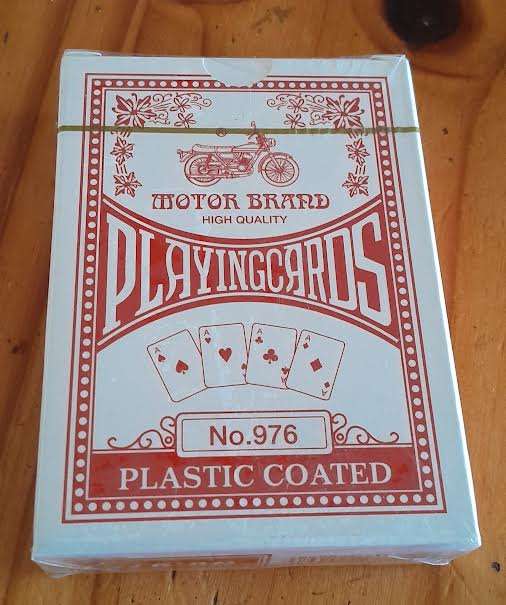 ®
MOTOR BRAND
HIGH QUALITY
PLAYINGCARDS
A A A A
No.976
PLASTIC COATED